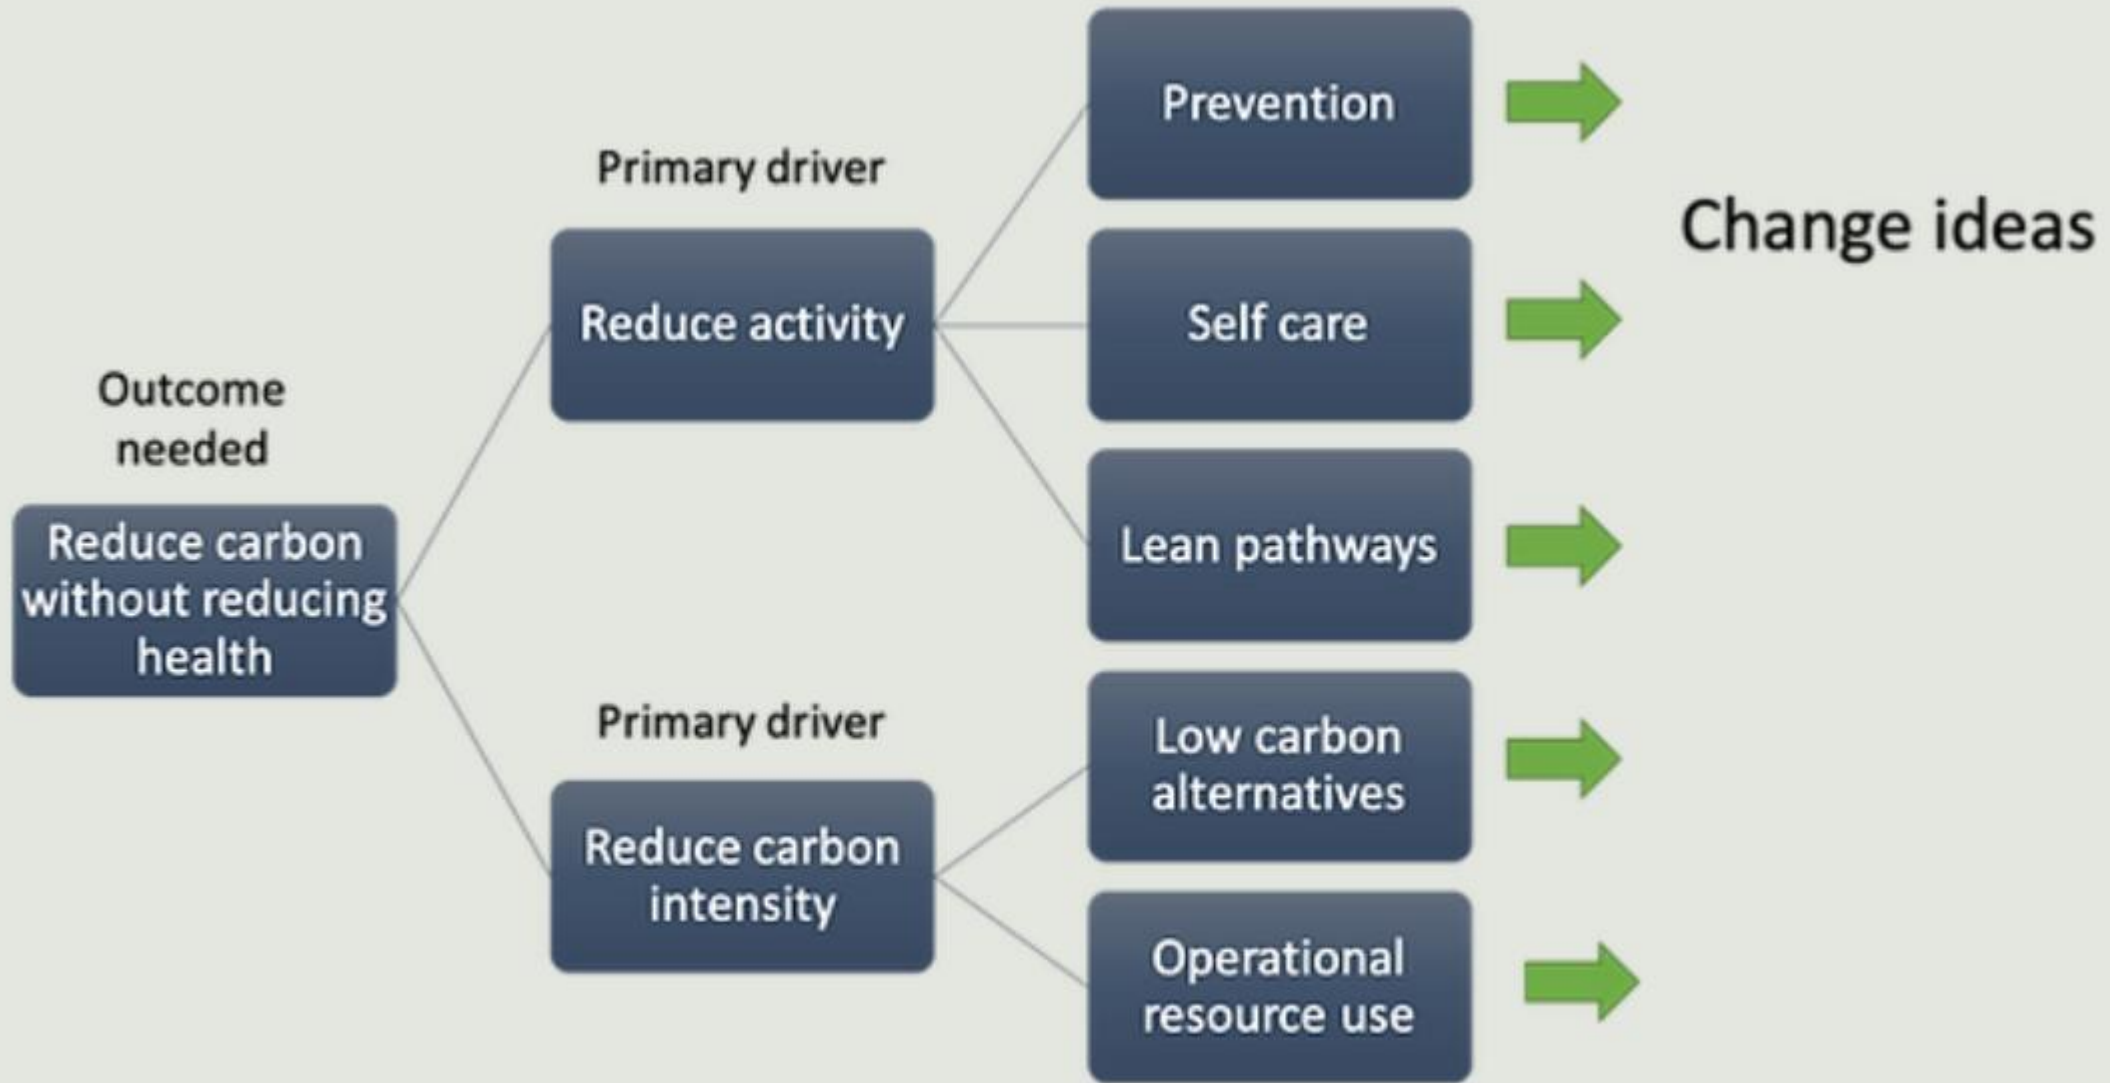 Outcome
needed
Reduce carbon
without reducing
health
Primary driver
Reduce activity
Primary driver
Reduce carbon
intensity
Prevention
Self care
Lean pathways
Low carbon
alternatives
Operational
resource use
Change ideas